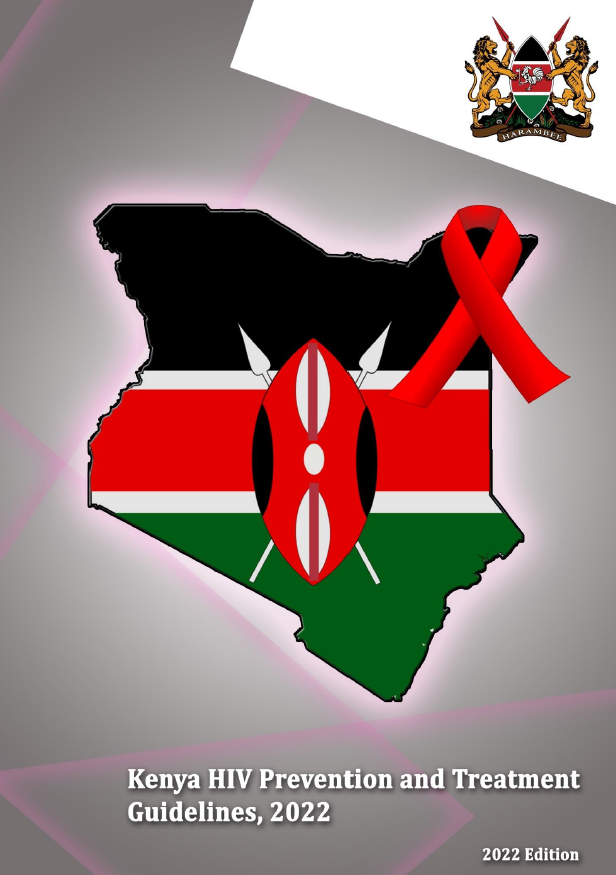 HARAMBEE
Kenya HIV Prevention and Treatment
Guidelines, 2022
2022 Edition